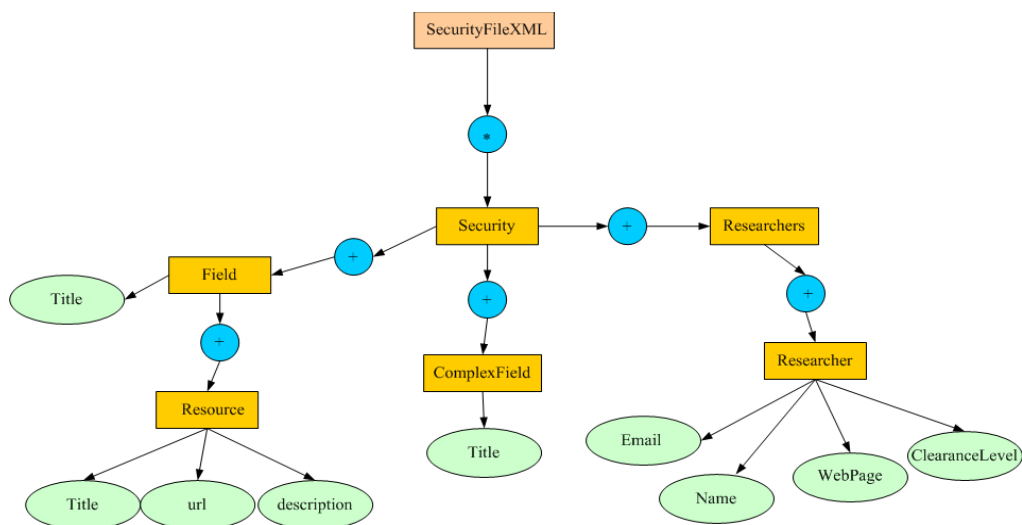 SecurityFileXML
*
Security
+
Researchers
+
Field
Title
+
+
+
ComplexField
Researcher
Resource
Email
Title
ClearanceLevel
WebPage
Name
Title
url
description